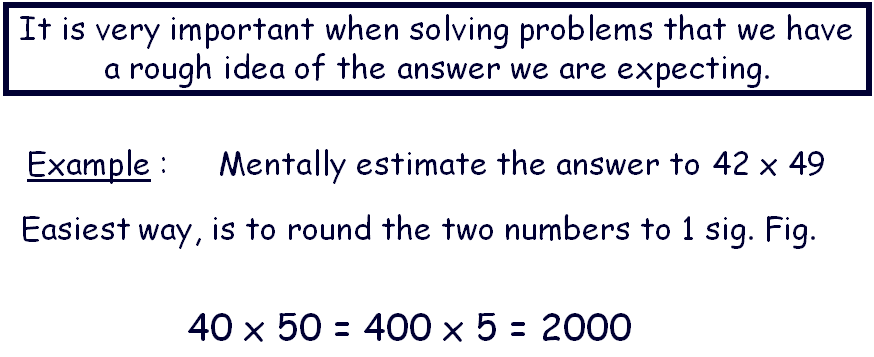 It is very important when solving problems that we have
a rough idea of the answer we are expecting.
Example : Mentally estimate the answer to 42 x 49
Easiest way, is to round the two numbers to 1 sig. Fig.
40 x 50 = 400 x 5 = 2000